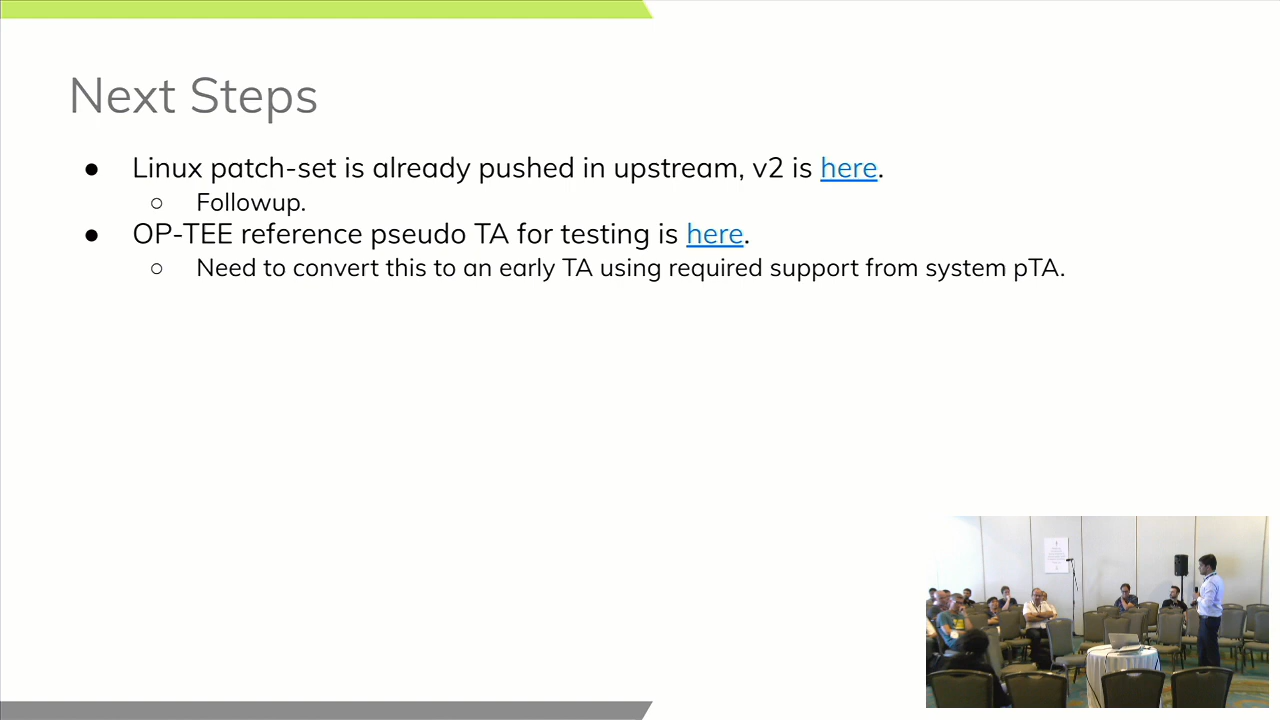 Next Steps
● Linux patch-set is already pushed in upstream, v2 is here.
○ Followup.
● OP-TEE reference pseudo TA for testing is here.
○ Need to convert this to an early TA using required support from system pTA.